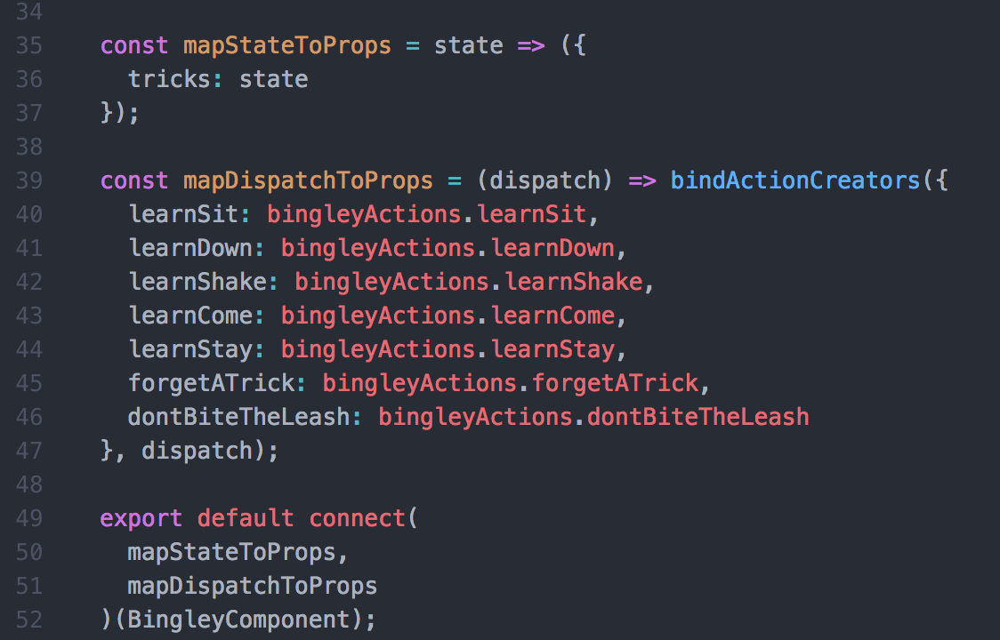 34
35 const mapStateToProps = state => ({
36 tricks: state
37 });
38
39 const mapDispatchToProps = (dispatch) => bindActionCreators({
40 learnSit: bingleyActions.learnSit,
41 learnDown: bingleyActions.learnDown,
42 learnShake: bingleyActions.learnShake,
43 learnCome: bingleyActions.learnCome,
44 learnStay: bingleyActions.learnStay,
45 forgetATrick: bingleyActions.forgetATrick,
46 dontBiteTheLeash: bingleyActions.dontBiteTheLeash
47 }, dispatch);
48
49 export default connect(
50 mapStateToProps,
51 mapDispatchToProps
52 )(BingleyComponent);